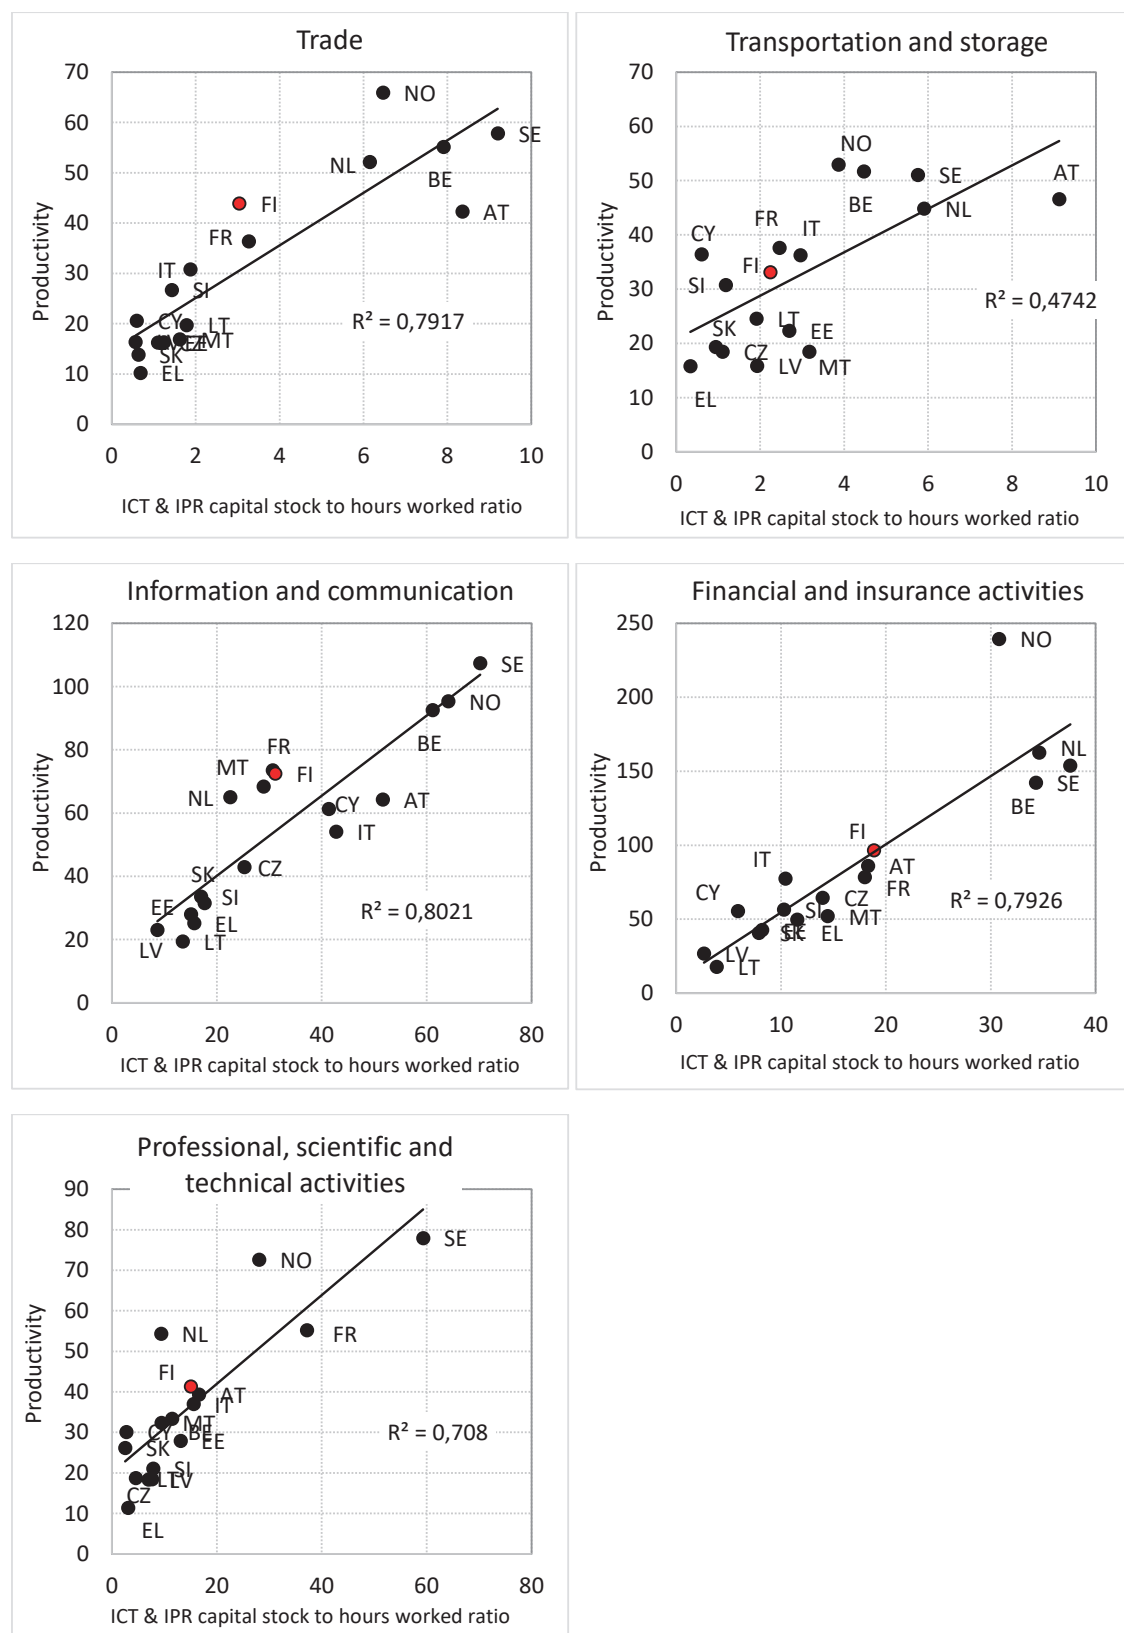 Trade
70
60
50
40
30
20
10
0
Productivity
NO
SE
NL
BE
FI
AT
FR
IT
SI
CY
LT
MT
EE
SK
EL
R² = 0,7917
0 2 4 6 8 10
ICT & IPR capital stock to hours worked ratio
Transportation and storage
70
60
50
40
30
20
10
0
Productivity
NO
SE
AT
BE
NL
FR
IT
CY
FI
SI
R² = 0,4742
LT
EE
SK
CZ
LV
MT
EL
0 2 4 6 8 10
ICT & IPR capital stock to hours worked ratio
Information and communication
120
100
80
60
40
20
0
Productivity
SE
NO
BE
FR
MT
FI
NL
CY
AT
IT
CZ
SK
SI
EE
EL
LT
LV
R² = 0,8021
0 20 40 60 80
ICT & IPR capital stock to hours worked ratio
Financial and insurance activities
250
200
150
100
50
0
Productivity
NO
NL
SE
BE
FI
IT
AT
FR
CY
CZ
SI
MT
SK
EE
EL
LV
LT
R² = 0,7926
0 10 20 30 40
ICT & IPR capital stock to hours worked ratio
Professional, scientific and
technical activities
90
80
70
60
50
40
30
20
10
0
Productivity
SE
NO
NL
FR
FI
AT
IT
MT
CY
BE
EE
SK
SI
LT
LV
CZ
EL
R² = 0,708
0 20 40 60 80
ICT & IPR capital stock to hours worked ratio